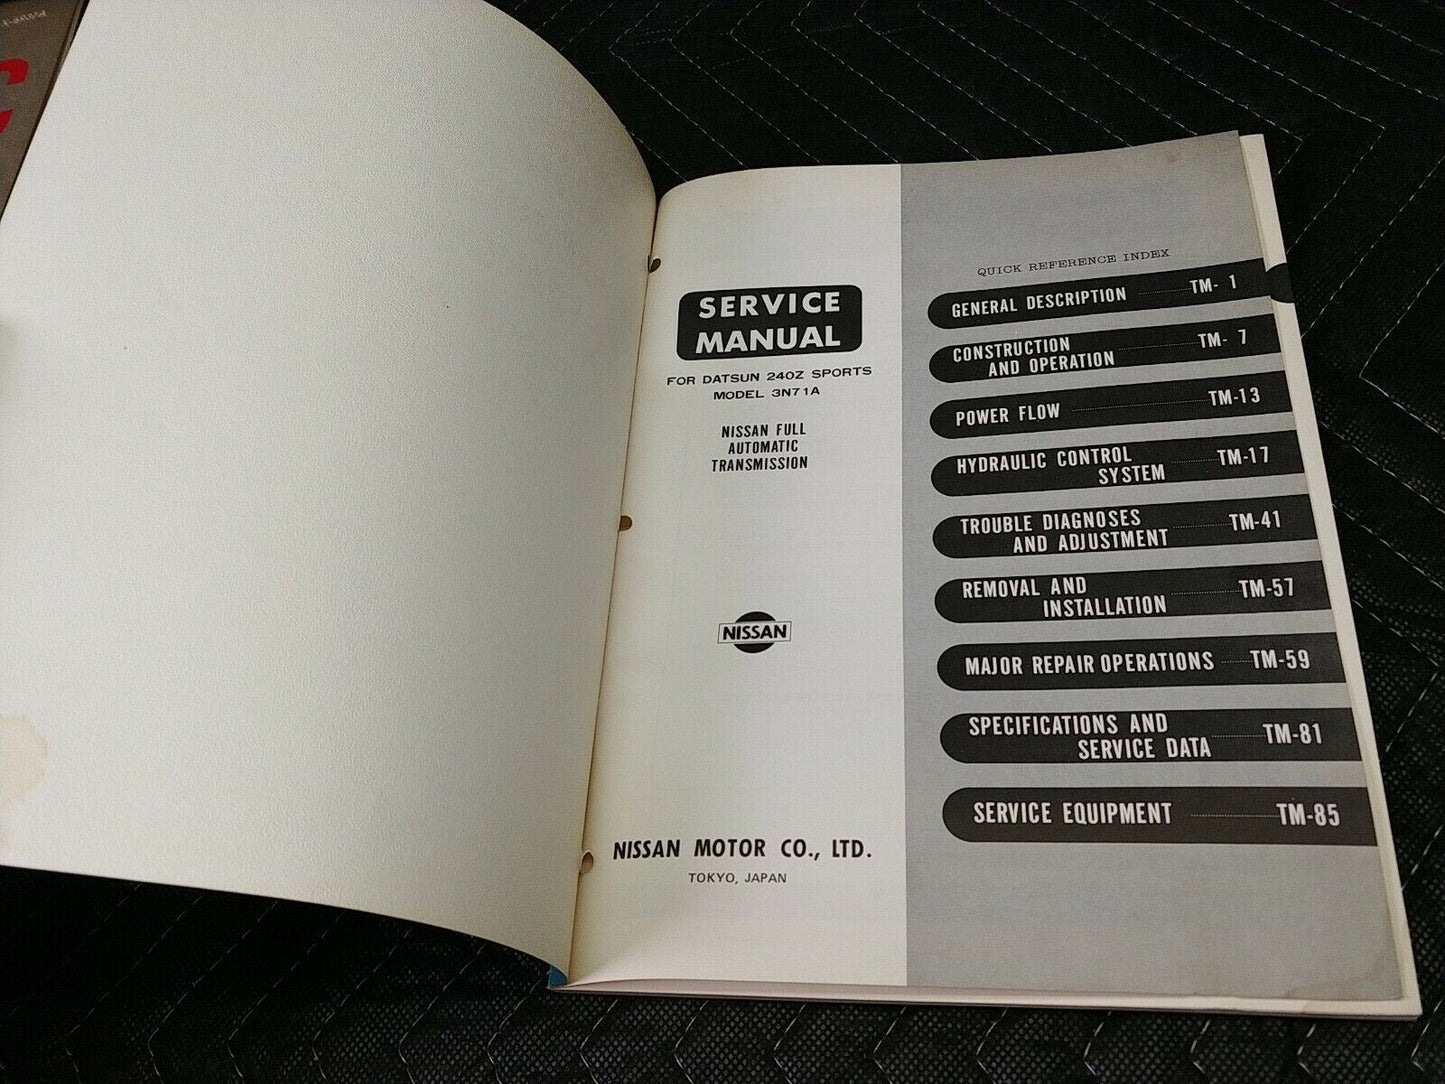 SERVICE
MANUAL
FOR DATSUN 240Z SPORTS
MODEL 3N71A
NISSAN FULL
AUTOMATIC
TRANSMISSION
NISSAN
NISSAN MOTOR CO., LTD.
TOKYO, JAPAN
QUICK REFERENCE INDEX
GENERAL DESCRIPTION TM- 1
CONSTRUCTION
AND OPERATION TM- 7
POWER FLOW TM-13
HYDRAULIC CONTROL
SYSTEM TM-17
TROUBLE DIAGNOSES
AND ADJUSTMENT TM-41
REMOVAL AND
INSTALLATION TM-57
MAJOR REPAIR OPERATIONS TM-59
SPECIFICATIONS AND
SERVICE DATA TM-81
SERVICE EQUIPMENT TM-85